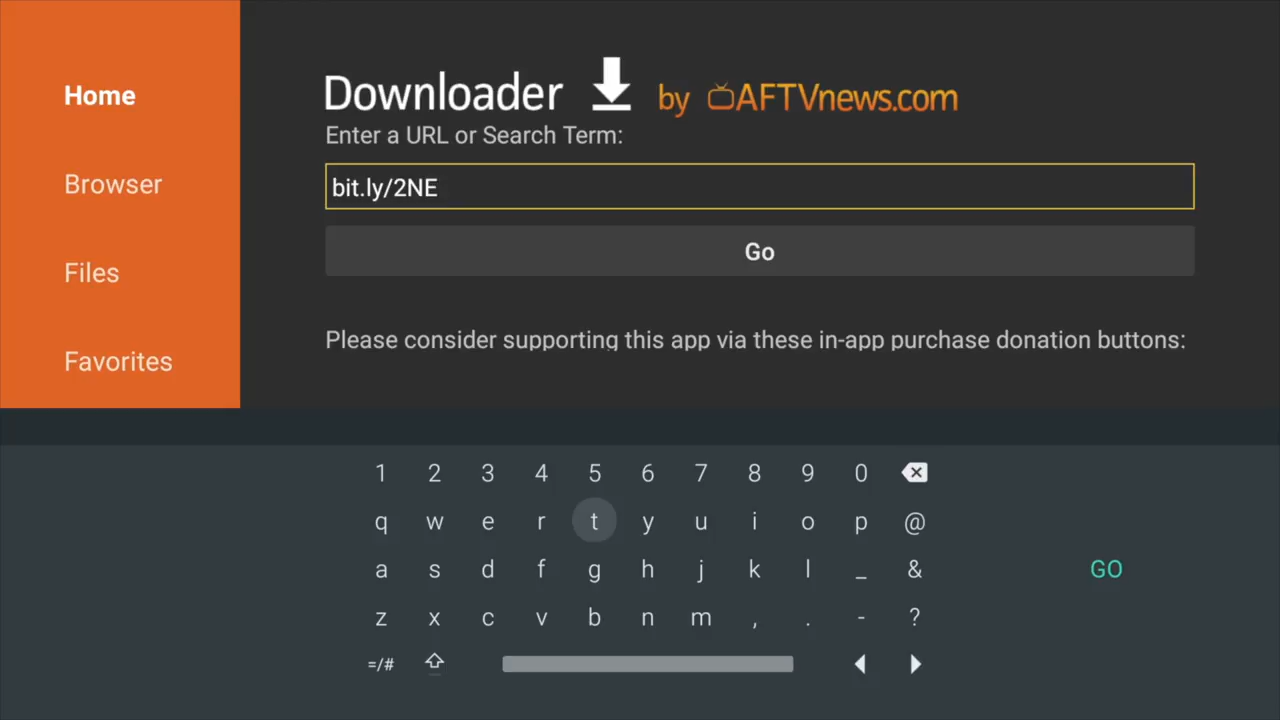 Home
Browser
Files
Favorites
Downloader by AFTVnews.com
Enter a URL or Search Term:
bit.ly/2NE
Go
Please consider supporting this app via these in-app purchase donation buttons:
1 2 3 4 5 6 7 8 9 0
q w e r t y u i o p @
a s d f g h j k l _ &
z x c v b n m , . - ?
=/#
GO